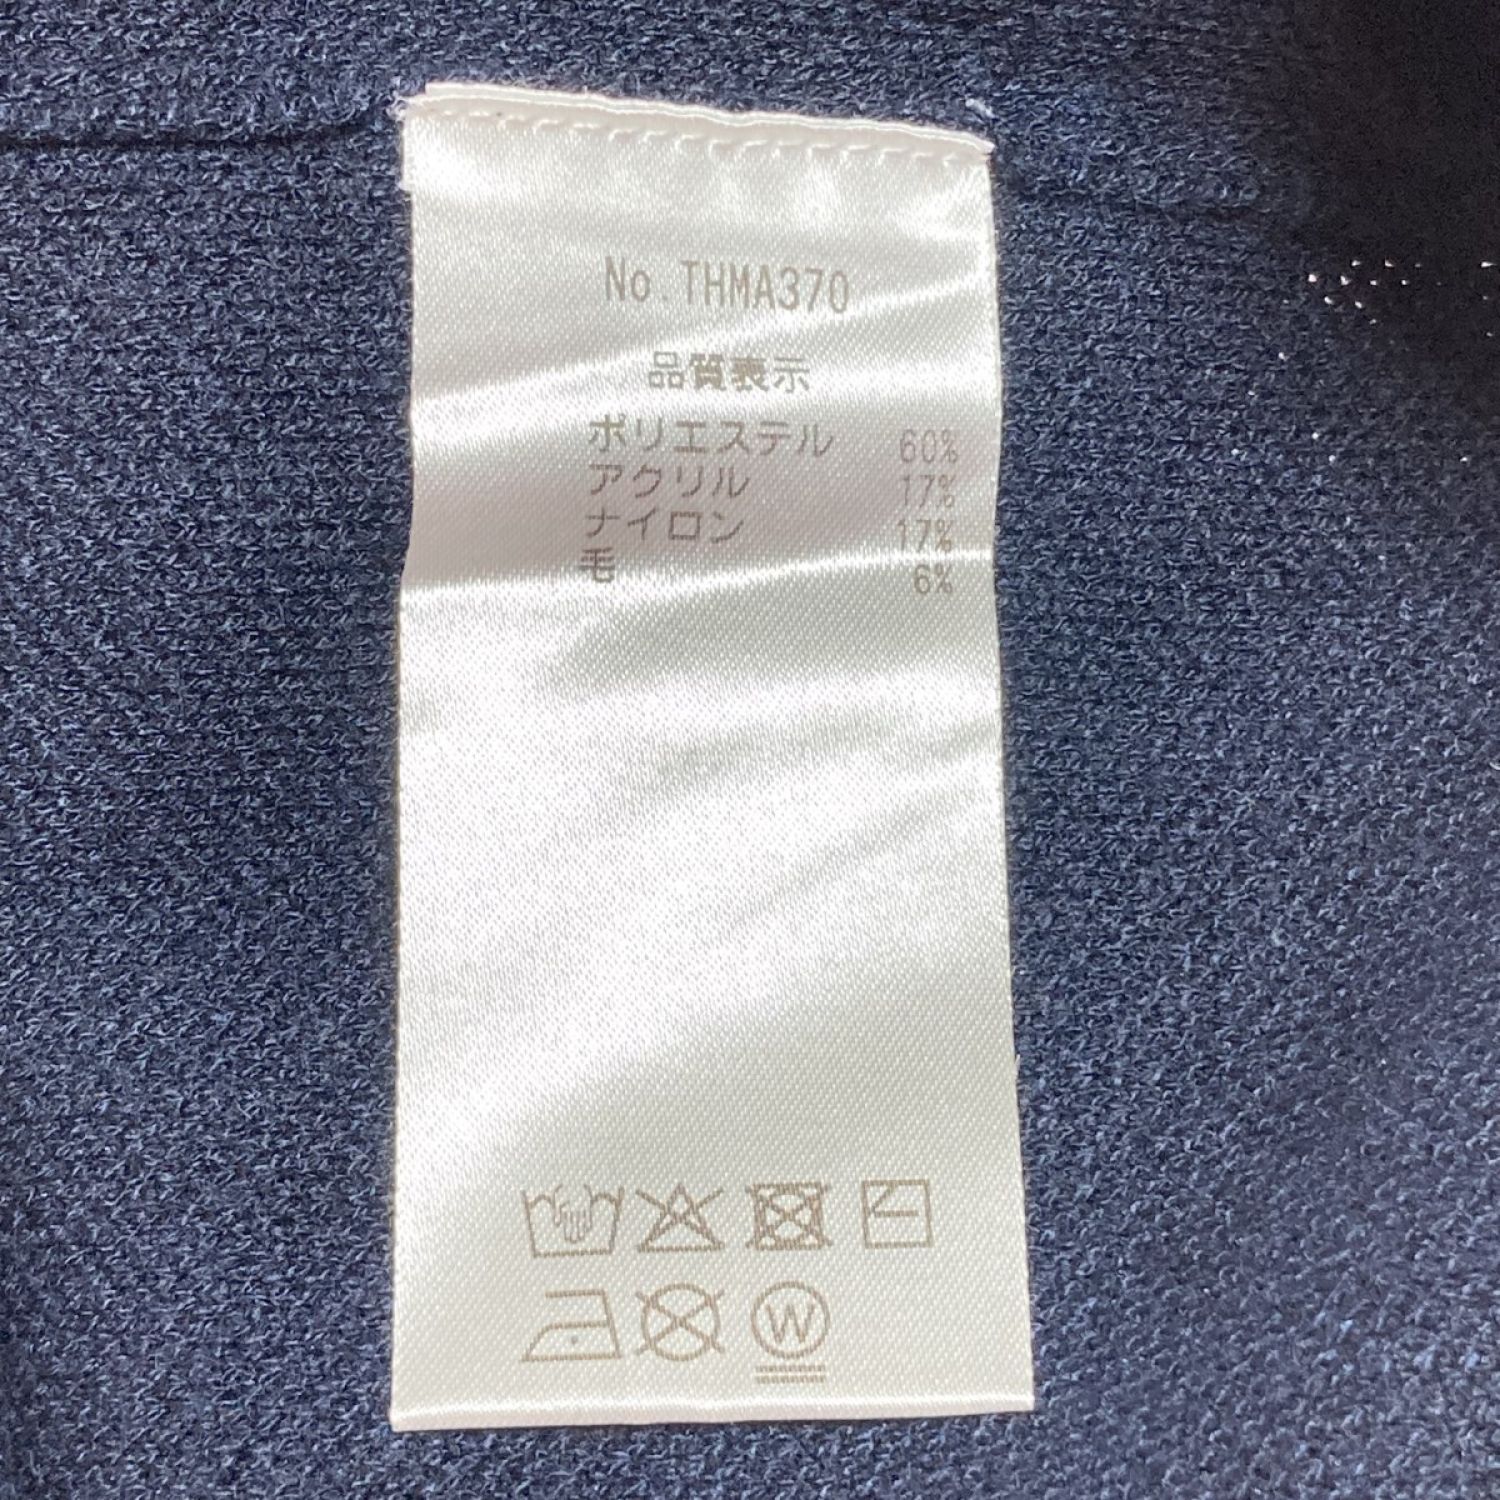 No. THMA370
品質表示
ポリエステル 60%
アクリル 17%
ナイロン 17%
毛 6%
W